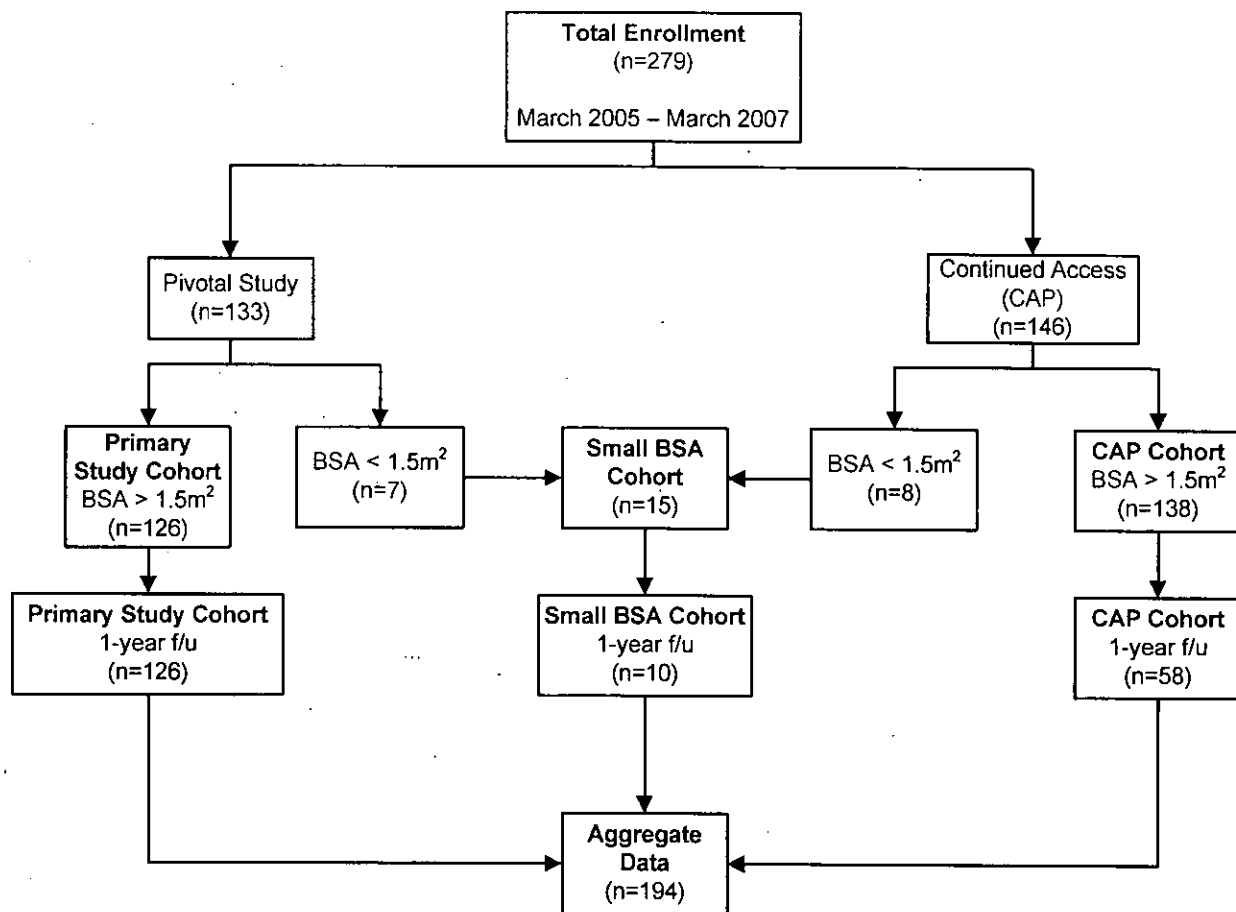 Total Enrollment
(n=279)
March 2005 – March 2007
Pivotal Study
(n=133)
Continued Access
(CAP)
(n=146)
Primary
Study Cohort
BSA > 1.5m²
(n=126)
BSA < 1.5m²
(n=7)
Small BSA
Cohort
(n=15)
BSA < 1.5m²
(n=8)
CAP Cohort
BSA > 1.5m²
(n=138)
Primary Study Cohort
1-year f/u
(n=126)
Small BSA Cohort
1-year f/u
(n=10)
CAP Cohort
1-year f/u
(n=58)
Aggregate
Data
(n=194)